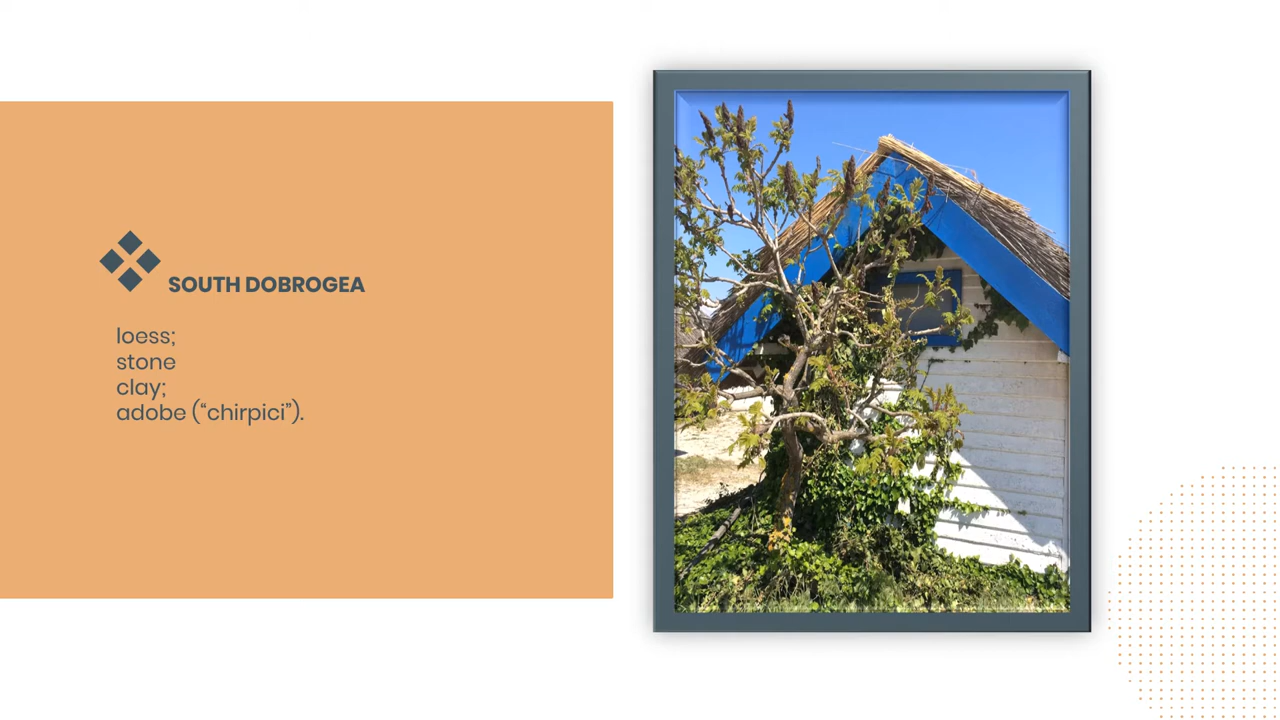 SOUTH DOBROGEA
loess;
stone
clay;
adobe (“chirpici”).